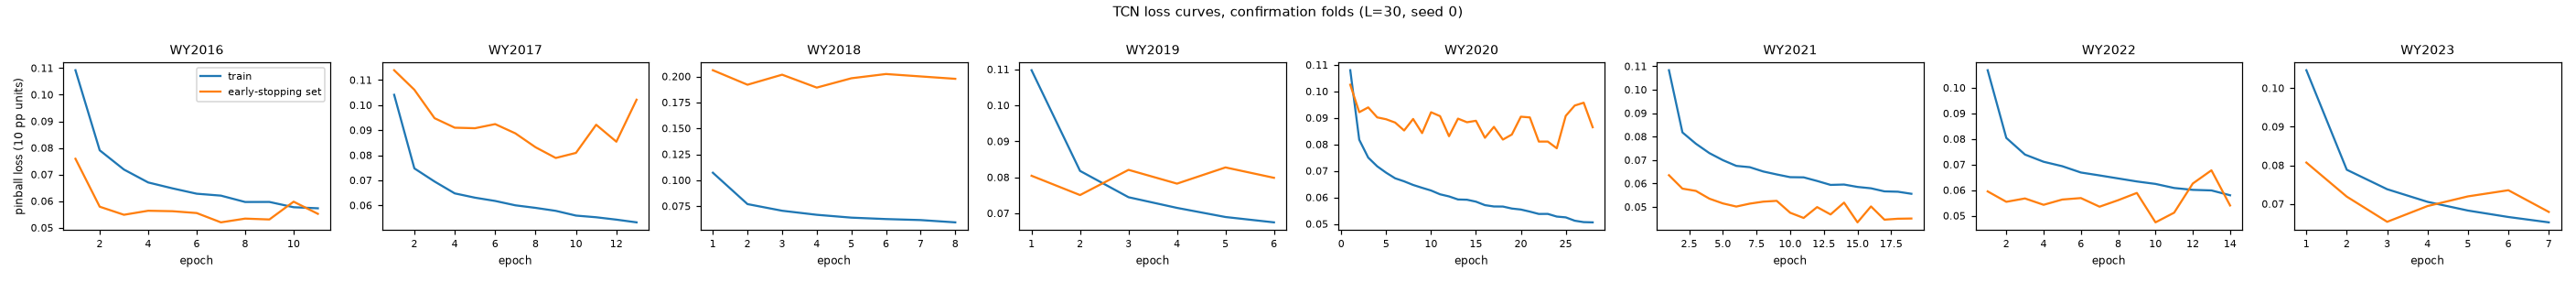 TCN loss curves, confirmation folds (L=30, seed 0)
WY2016
WY2017
WY2018
WY2019
WY2020
WY2021
WY2022
WY2023
pinball loss (10 pp units)
train
early-stopping set
0.11
0.10
0.09
0.08
0.07
0.06
0.05
2 4 6 8 10
epoch
0.11
0.10
0.09
0.08
0.07
0.06
2 4 6 8 10 12
epoch
0.200
0.175
0.150
0.125
0.100
0.075
1 2 3 4 5 6 7 8
epoch
0.11
0.10
0.09
0.08
0.07
1 2 3 4 5 6
epoch
0.11
0.10
0.09
0.08
0.07
0.06
0.05
0 5 10 15 20 25
epoch
0.11
0.10
0.09
0.08
0.07
0.06
0.05
2.5 5.0 7.5 10.0 12.5 15.0 17.5
epoch
0.10
0.09
0.08
0.07
0.06
0.05
2 4 6 8 10 12 14
epoch
0.10
0.09
0.08
0.07
1 2 3 4 5 6 7
epoch